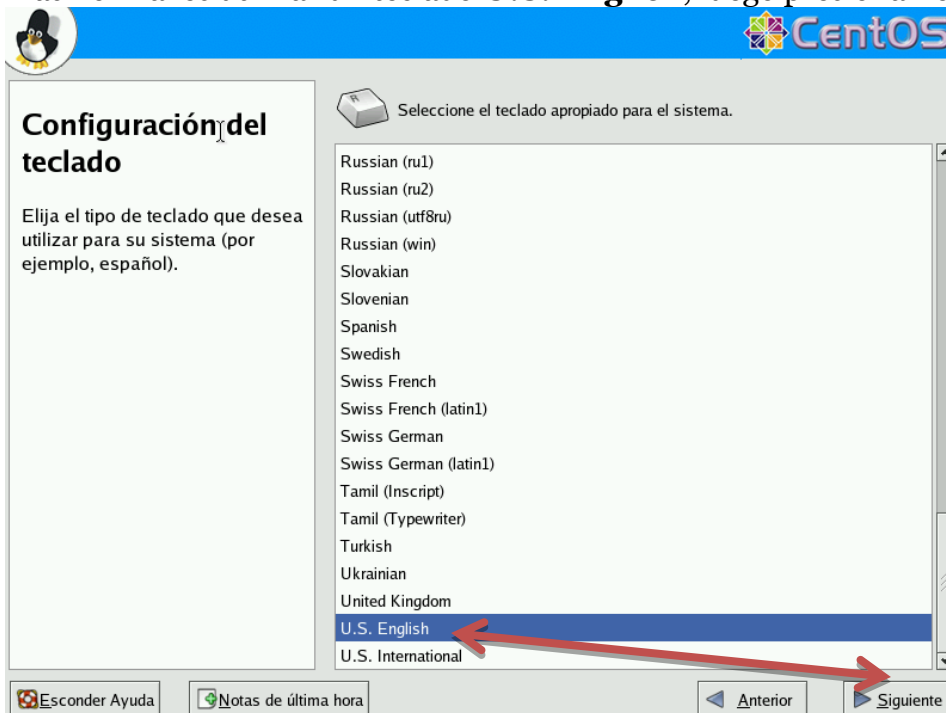 CentOS
Configuración del
teclado
Elija el tipo de teclado que desea
utilizar para su sistema (por
ejemplo, español).
R
Seleccione el teclado apropiado para el sistema.
Russian (ru1)
Russian (ru2)
Russian (utf8ru)
Russian (win)
Slovakian
Slovenian
Spanish
Swedish
Swiss French
Swiss French (latin1)
Swiss German
Swiss German (latin1)
Tamil (Inscript)
Tamil (Typewriter)
Turkish
Ukrainian
United Kingdom
U.S. English
U.S. International
Esconder Ayuda
Notas de última hora
Anterior
Siguiente